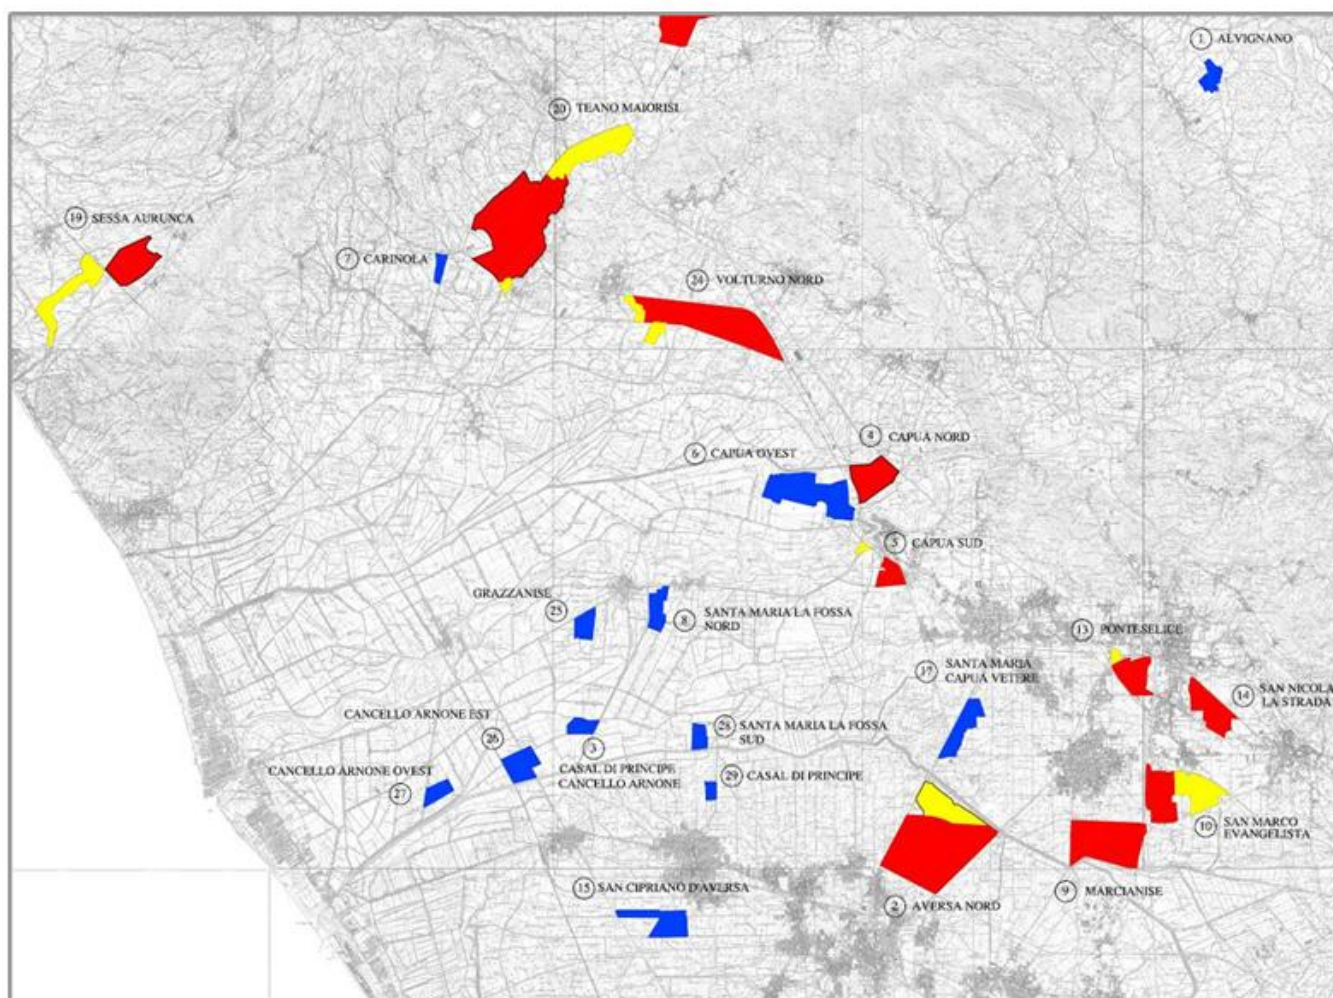 1 ALVIGNANO
20 TEANO MAIORISI
19 SESSA AURUNCA
7 CARINOLA
24 VOLTURNO NORD
4 CAPUA NORD
6 CAPUA OVEST
5 CAPUA SUD
GRAZZANISE
25
8 SANTA MARIA LA FOSSA
NORD
13 PONTESELICE
17 SANTA MARIA
CAPUA VETERE
14 SAN NICOLA
LA STRADA
CANCELLO ARNONE EST
26
28 SANTA MARIA LA FOSSA
SUD
3
CASAL DI PRINCIPE
CANCELLO ARNONE
CANCELLO ARNONE OVEST
27
29 CASAL DI PRINCIPE
10 SAN MARCO
EVANGELISTA
15 SAN CIPRIANO D'AVERSA
2 AVERSA NORD
9 MARCIANISE